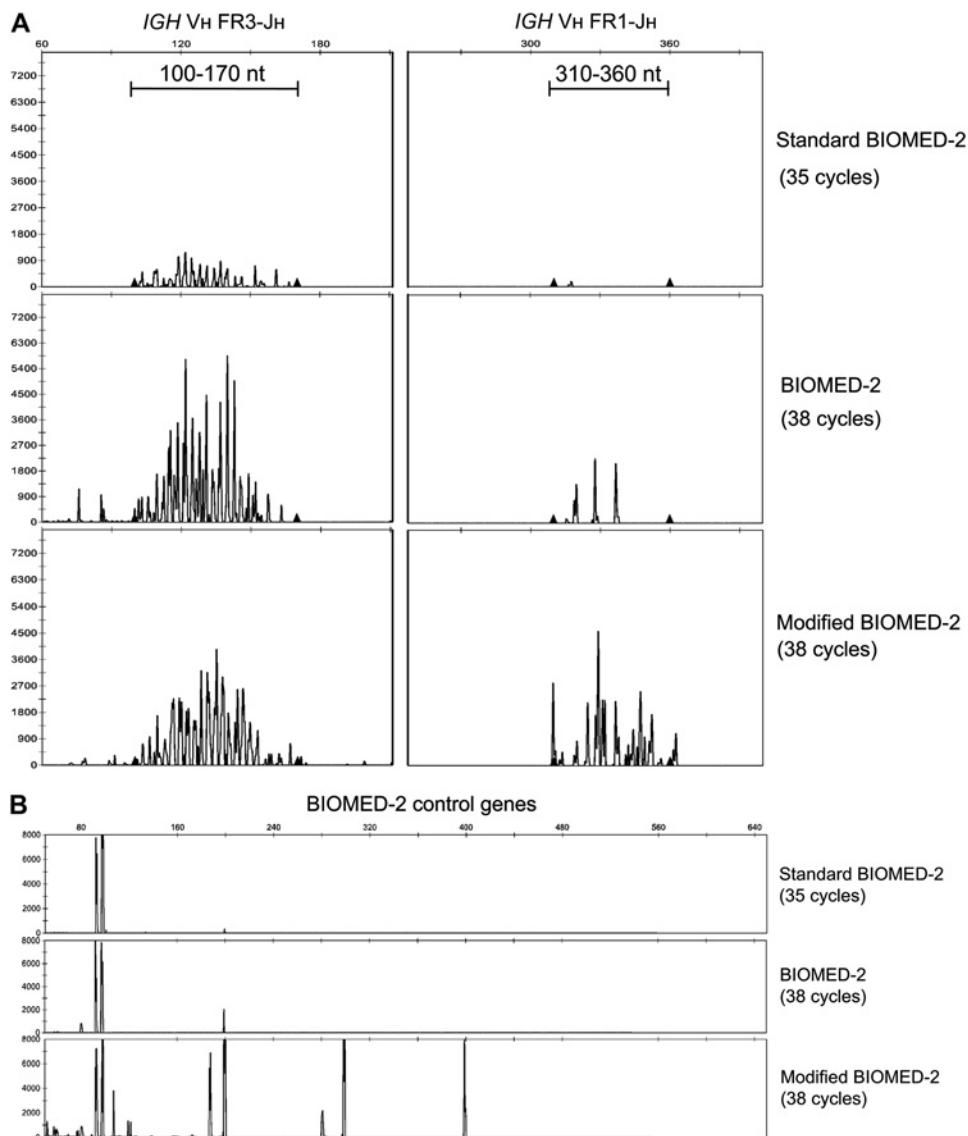 A
IGH VH FR3-JH
IGH VH FR1-JH
60 120 180
300 360
100-170 nt
310-360 nt
7200
6300
5400
4500
3600
2700
1800
900
0
Standard BIOMED-2
(35 cycles)
7200
6300
5400
4500
3600
2700
1800
900
0
BIOMED-2
(38 cycles)
7200
6300
5400
4500
3600
2700
1800
900
0
Modified BIOMED-2
(38 cycles)
B
BIOMED-2 control genes
80 160 240 320 400 480 560 640
8000
6000
4000
2000
0
Standard BIOMED-2
(35 cycles)
8000
6000
4000
2000
0
BIOMED-2
(38 cycles)
8000
6000
4000
2000
0
Modified BIOMED-2
(38 cycles)